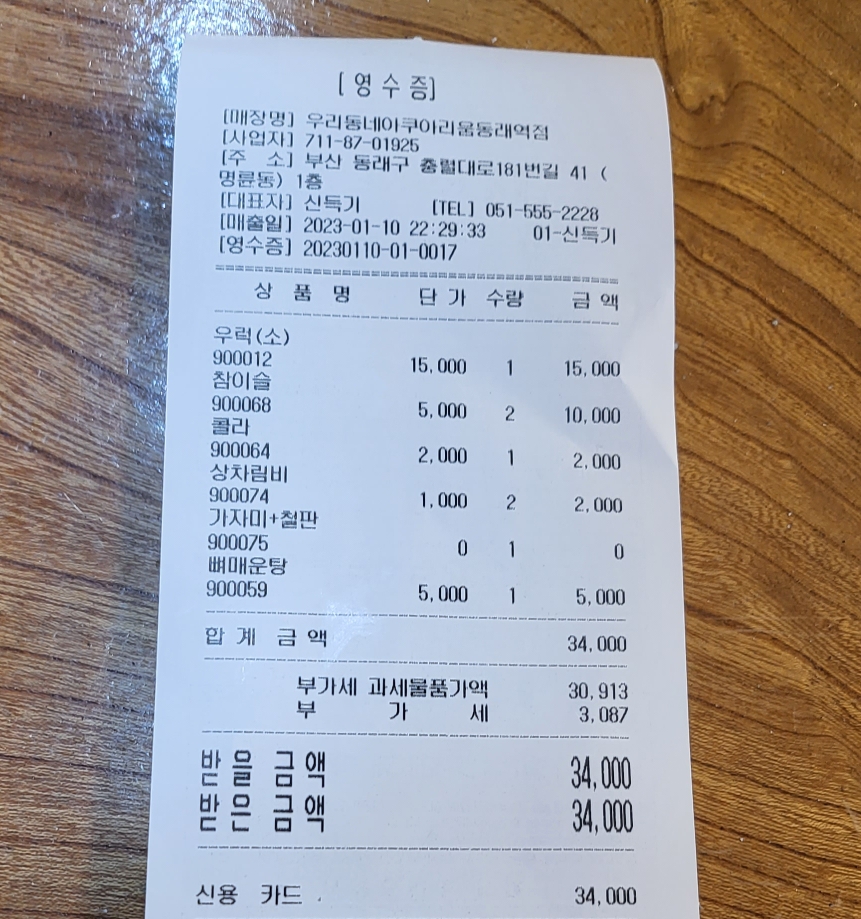 [영수증]
[매장명] 우리동네아쿠아리움동래역점
[사업자] 711-87-01925
[주 소] 부산 동래구 충렬대로181번길 41 (
명륜동) 1층
[대표자] 신득기 [TEL] 051-555-2228
[매출일] 2023-01-10 22:29:33 01-신득기
[영수증] 20230110-01-0017
상 품 명 단 가 수량 금 액
우럭(소)
900012 15,000 1 15,000
참이슬
900068 5,000 2 10,000
콜라
900064 2,000 1 2,000
상차림비
900074 1,000 2 2,000
가자미+철판
900075 0 1 0
뼈매운탕
900059 5,000 1 5,000
합 계 금 액 34,000
부가세 과세물품가액 30,913
부 가 세 3,087
받 을 금 액 34,000
받 은 금 액 34,000
신용 카드 34,000